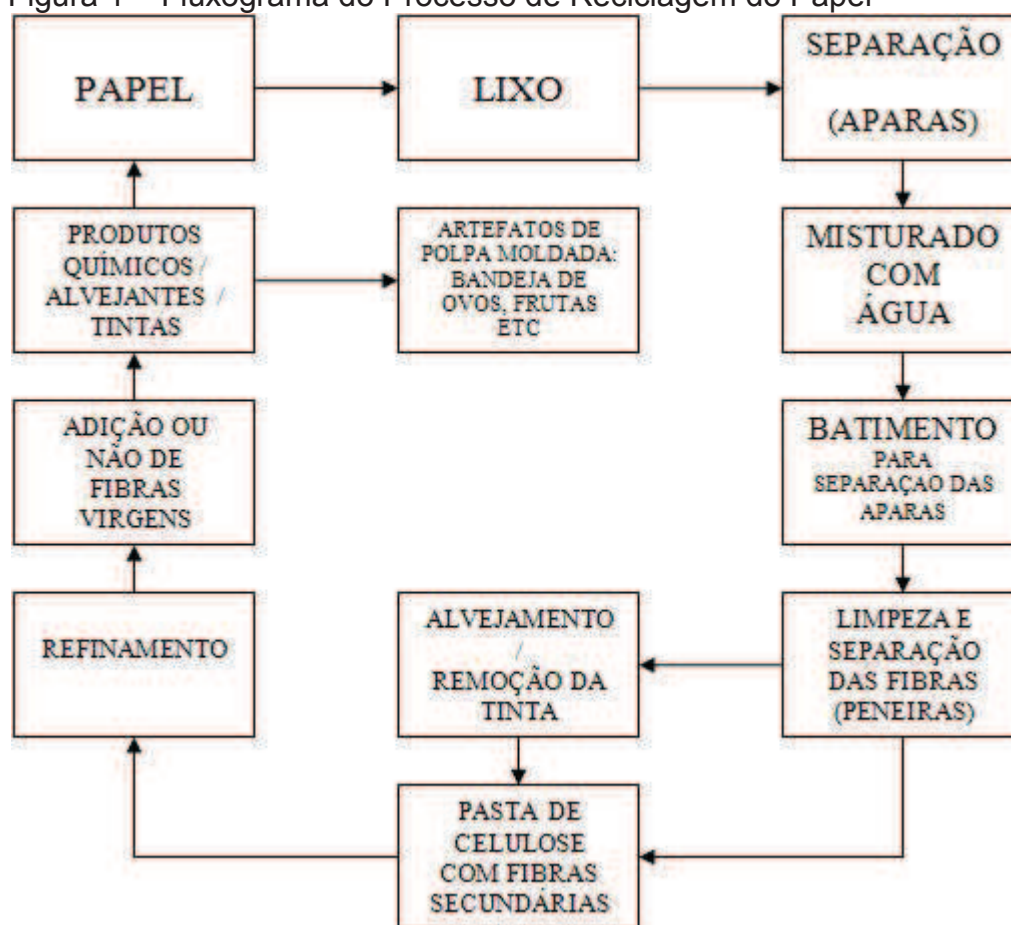 Figura 1 – Fluxograma do Processo de Reciclagem do Papel
PAPEL
LIXO
SEPARAÇÃO
(APARAS)
MISTURADO
COM
ÁGUA
BATIMENTO
PARA
SEPARAÇAO DAS
APARAS
LIMPEZA E
SEPARAÇÃO
DAS FIBRAS
(PENEIRAS)
ALVEJAMENTO
/
REMOÇÃO DA
TINTA
PASTA DE
CELULOSE
COM FIBRAS
SECUNDÁRIAS
REFINAMENTO
ADIÇÃO OU
NÃO DE
FIBRAS
VIRGENS
PRODUTOS
QUÍMICOS /
ALVEJANTES /
TINTAS
ARTEFATOS DE
POLPA MOLDADA:
BANDEJA DE
OVOS, FRUTAS
ETC